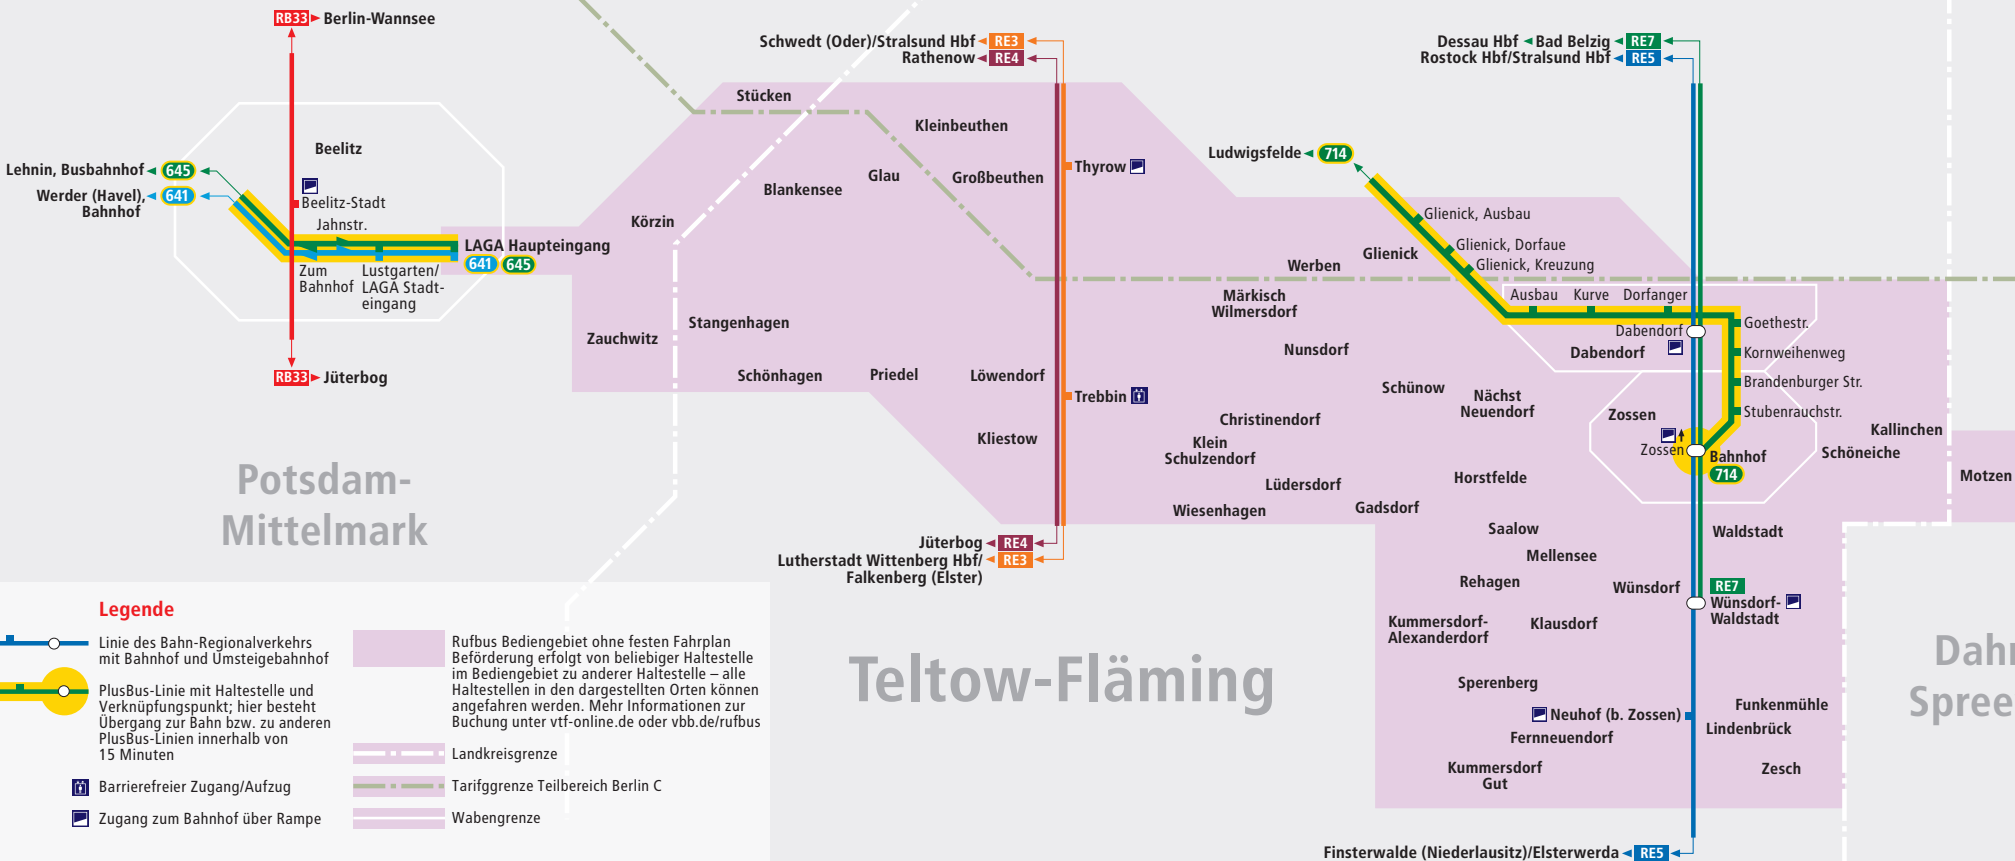 RB33 Berlin-Wannsee
Schwedt (Oder)/Stralsund Hbf RE3
Rathenow RE4
Dessau Hbf Bad Belzig RE7
Rostock Hbf/Stralsund Hbf RE5
Stücken
Kleinbeuthen
Beelitz
Lehnin, Busbahnhof 645
Werder (Havel), 641
Bahnhof
Beelitz-Stadt
Jahnstr.
LAGA Haupteingang
641 645
Zum
Bahnhof
Lustgarten/
LAGA Stadt-
eingang
RB33 Jüterbog
Ludwigsfelde 714
Thyrow
Glau
Großbeuthen
Blankensee
Körzin
Glienick, Ausbau
Glienick, Dorfaue
Glienick, Kreuzung
Glienick
Werben
Märkisch
Wilmersdorf
Ausbau Kurve Dorfanger
Goethestr.
Dabendorf
Dabendorf
Kornweihenweg
Brandenburger Str.
Stubenrauchstr.
Stangenhagen
Zauchwitz
Nunsdorf
Schönhagen
Priedel
Löwendorf
Trebbin
Schünow
Nächst
Neuendorf
Christinendorf
Zossen
Kallinchen
Kliestow
Klein
Schulzendorf
Zossen
Bahnhof
714
Schöneiche
Motzen
Lüdersdorf
Horstfelde
Wiesenhagen
Gadsdorf
Saalow
Waldstadt
Mellensee
Potsdam-
Mittelmark
Jüterbog RE4
Lutherstadt Wittenberg Hbf/ RE3
Falkenberg (Elster)
Rehagen
Wünsdorf
RE7
Wünsdorf-
Waldstadt
Kummersdorf-
Alexanderdorf
Klausdorf
Teltow-Fläming
Dahm
Spree
Sperenberg
Neuhof (b. Zossen)
Funkenmühle
Lindenbrück
Fernneuendorf
Kummersdorf
Gut
Zesch
Finsterwalde (Niederlausitz)/Elsterwerda RE5
Legende
Linie des Bahn-Regionalverkehrs
mit Bahnhof und Umsteigebahnhof
PlusBus-Linie mit Haltestelle und
Verknüpfungspunkt; hier besteht
Übergang zur Bahn bzw. zu anderen
PlusBus-Linien innerhalb von
15 Minuten
Barrierefreier Zugang/Aufzug
Zugang zum Bahnhof über Rampe
Rufbus Bediengebiet ohne festen Fahrplan
Beförderung erfolgt von beliebiger Haltestelle
im Bediengebiet zu anderer Haltestelle – alle
Haltestellen in den dargestellten Orten können
angefahren werden. Mehr Informationen zur
Buchung unter vtf-online.de oder vbb.de/rufbus
Landkreisgrenze
Tarifggrenze Teilbereich Berlin C
Wabengrenze